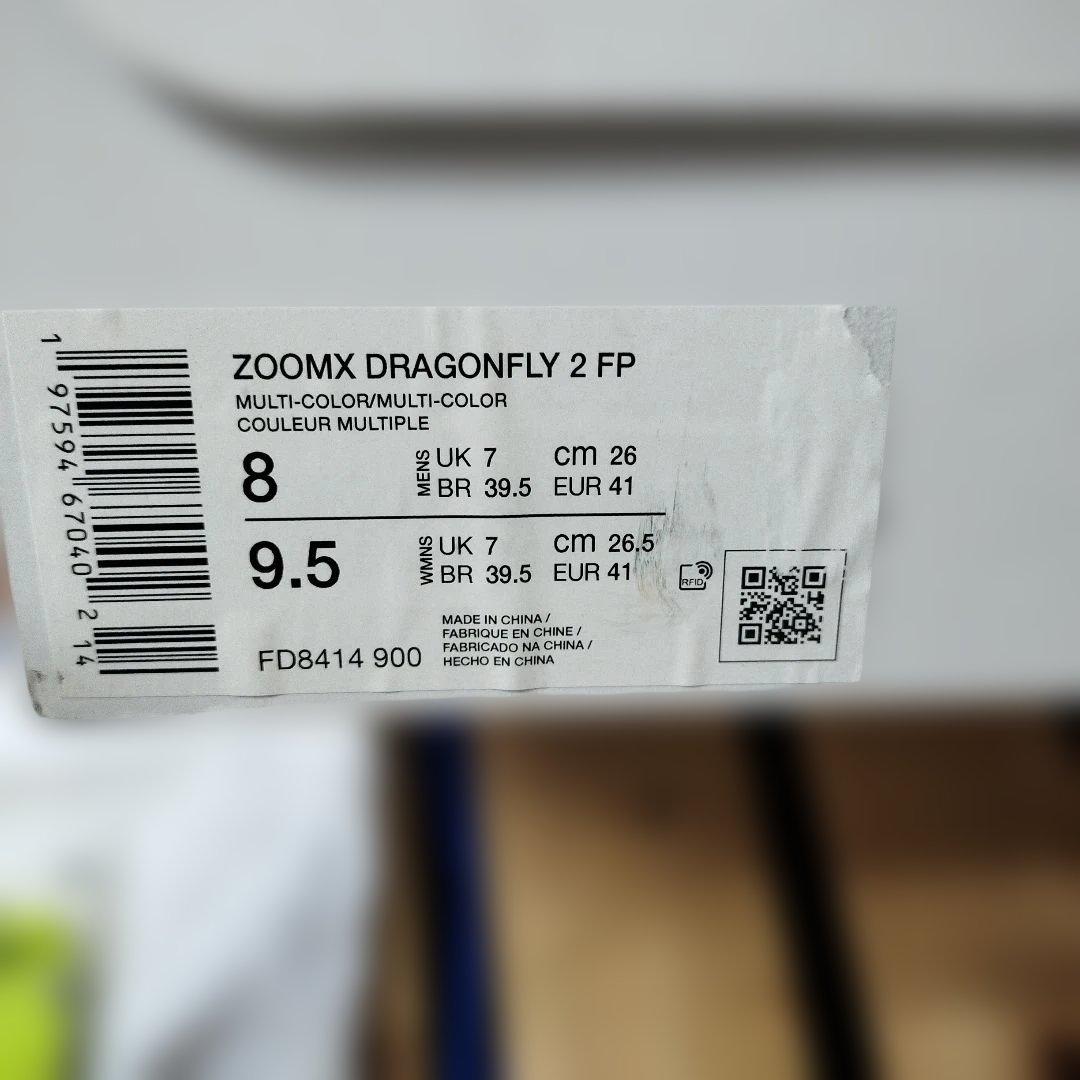 ZOOMX DRAGONFLY 2 FP
MULTI-COLOR/MULTI-COLOR
COULEUR MULTIPLE
8
MENS
UK 7 CM 26
BR 39.5 EUR 41
9.5
WMNS
UK 7 CM 26.5
BR 39.5 EUR 41
RFID
MADE IN CHINA /
FABRIQUE EN CHINE /
FABRICADO NA CHINA /
HECHO EN CHINA
FD8414 900
1 97594 67040 2 14